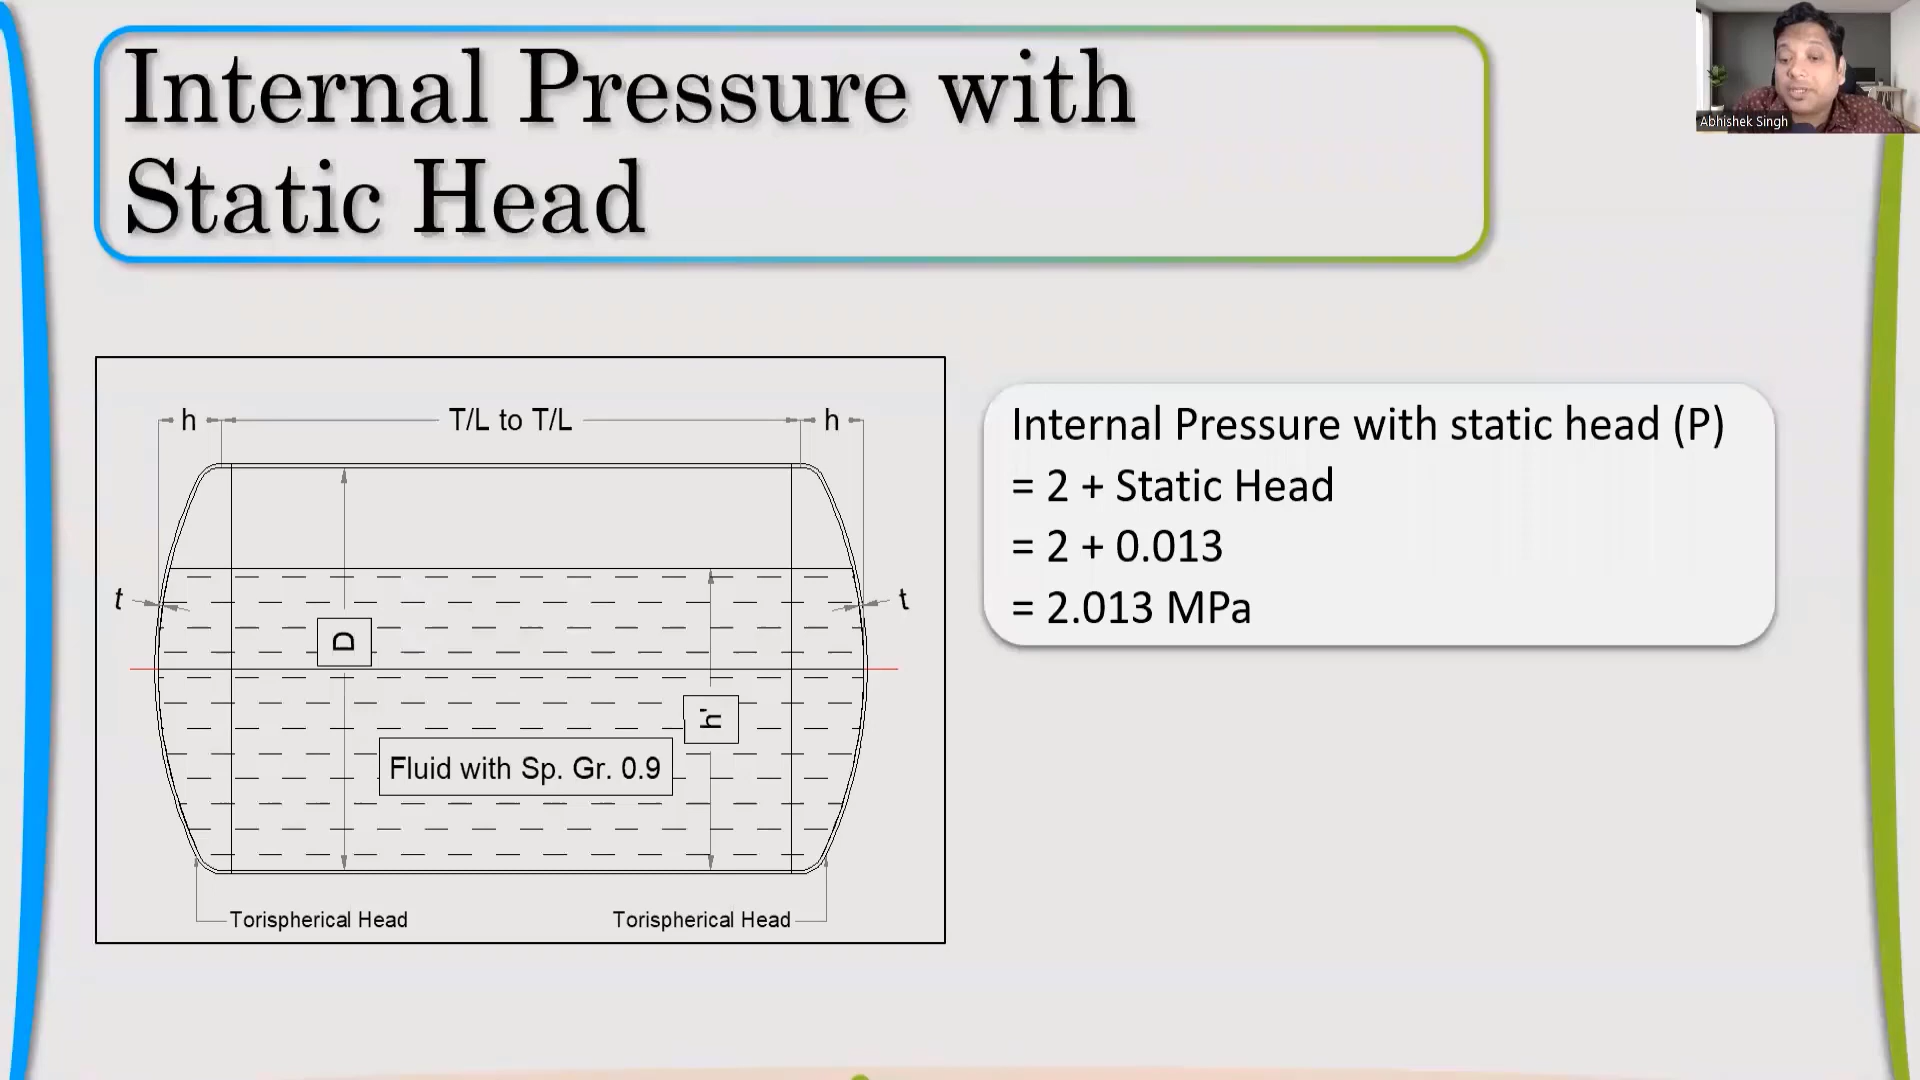 Internal Pressure with
Static Head
Abhishek Singh
h
T/L to T/L
h
t
t
D
h'
Fluid with Sp. Gr. 0.9
Torispherical Head
Torispherical Head
Internal Pressure with static head (P)
= 2 + Static Head
= 2 + 0.013
= 2.013 MPa